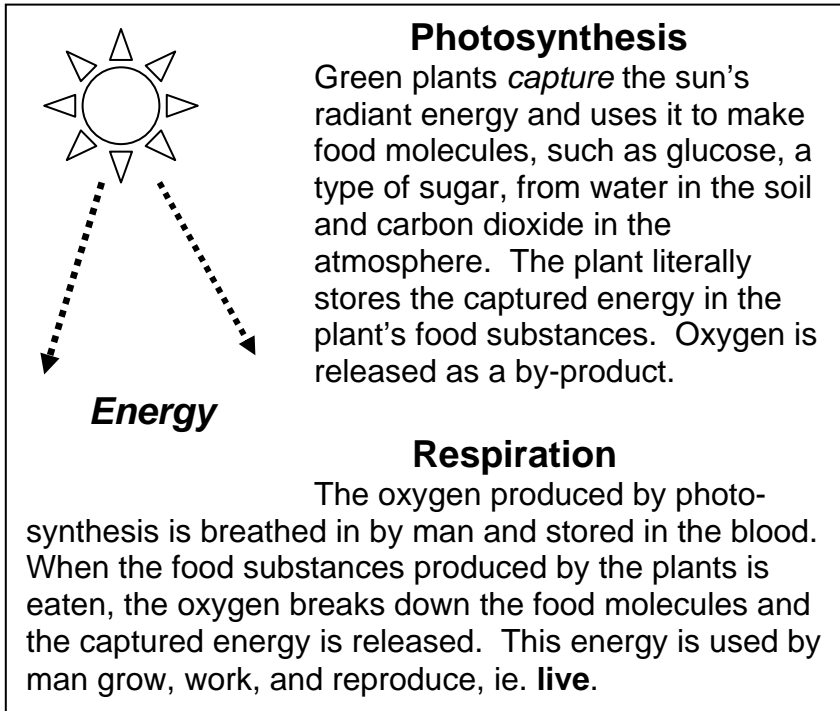 Photosynthesis
Green plants capture the sun's
radiant energy and uses it to make
food molecules, such as glucose, a
type of sugar, from water in the soil
and carbon dioxide in the
atmosphere.  The plant literally
stores the captured energy in the
plant's food substances.  Oxygen is
released as a by-product.
Energy
Respiration
The oxygen produced by photo-
synthesis is breathed in by man and stored in the blood.
When the food substances produced by the plants is
eaten, the oxygen breaks down the food molecules and
the captured energy is released.  This energy is used by
man grow, work, and reproduce, ie. live.